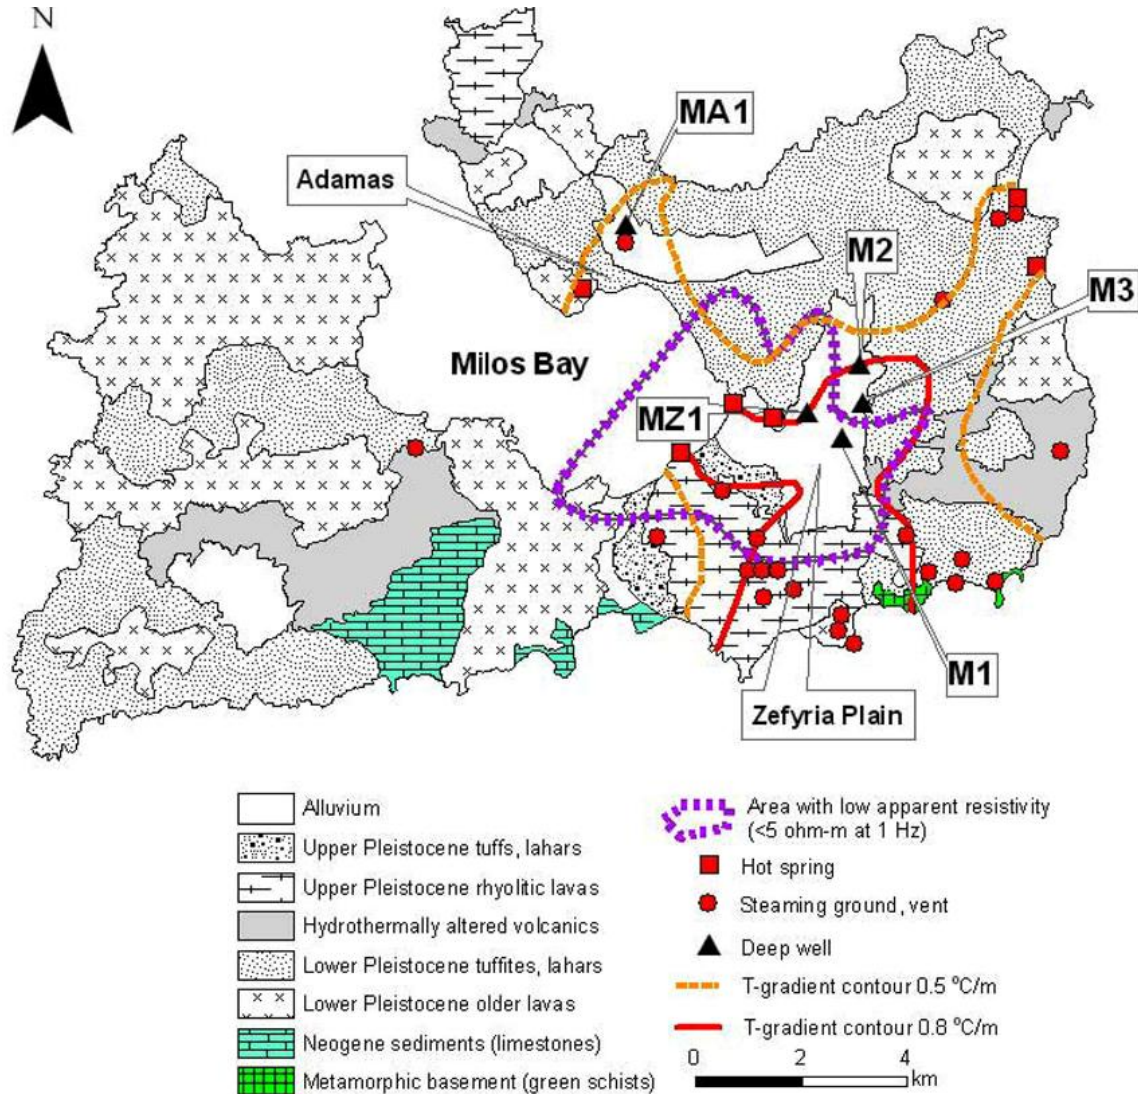 N
MA1
Adamas
M2
M3
Milos Bay
MZ1
M1
Zefyria Plain
Alluvium
Upper Pleistocene tuffs, lahars
Upper Pleistocene rhyolitic lavas
Hydrothermally altered volcanics
Lower Pleistocene tuffites, lahars
Lower Pleistocene older lavas
Neogene sediments (limestones)
Metamorphic basement (green schists)
Area with low apparent resistivity
(<5 ohm-m at 1 Hz)
Hot spring
Steaming ground, vent
Deep well
T-gradient contour 0.5 °C/m
T-gradient contour 0.8 °C/m
0 2 4
km